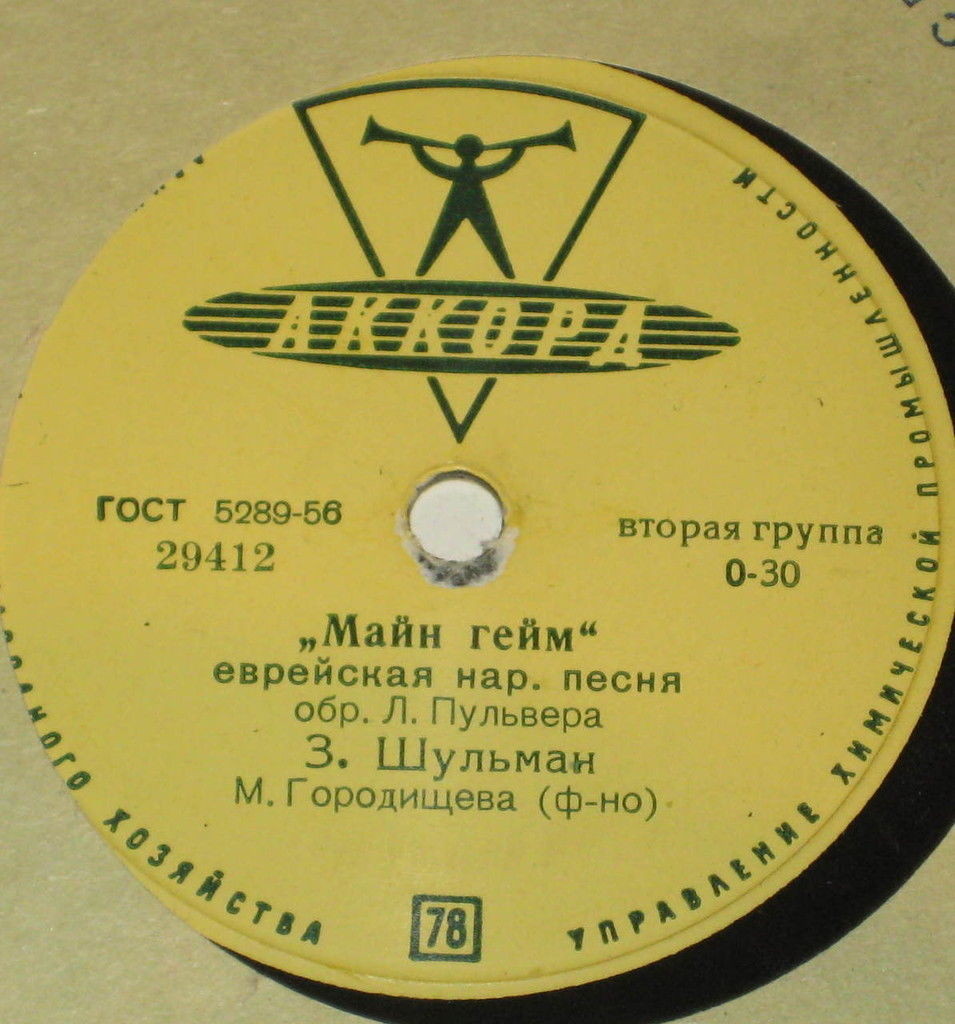 АККОРД
ГОСТ 5289-56
29412
вторая группа
0-30
„Майн гейм“
еврейская нар. песня
обр. Л. Пульвера
З. Шульман
М. Городищева (ф-но)
78
УПРАВЛЕНИЕ ХИМИЧЕСКОЙ ПРОМЫШЛЕННОСТИ
ХОЗЯЙСТВА